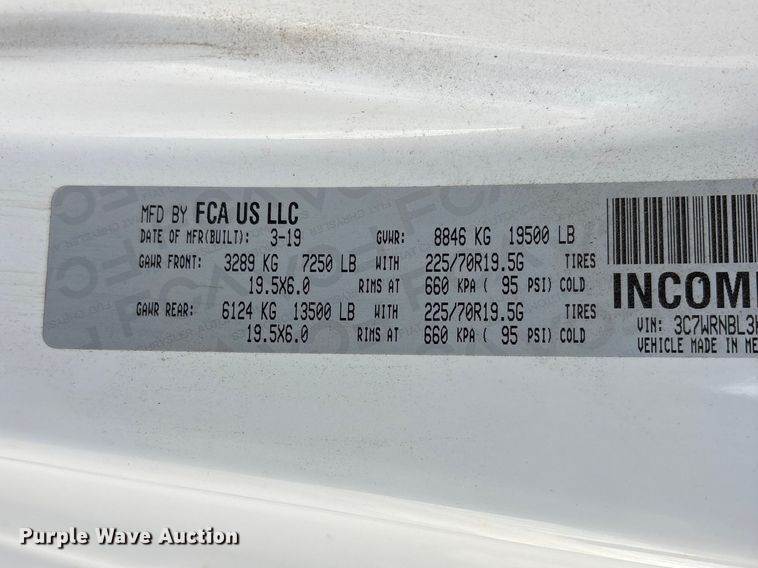 MFD BY FCA US LLC
DATE OF MFR(BUILT): 3-19 GVWR: 8846 KG 19500 LB
GAWR FRONT: 3289 KG 7250 LB WITH 225/70R19.5G TIRES
19.5X6.0 RIMS AT 660 KPA ( 95 PSI) COLD
GAWR REAR: 6124 KG 13500 LB WITH 225/70R19.5G TIRES
19.5X6.0 RIMS AT 660 KPA ( 95 PSI) COLD
INCOM
VIN: 3C7WRNBL3
VEHICLE MADE IN ME
Purple Wave Auction